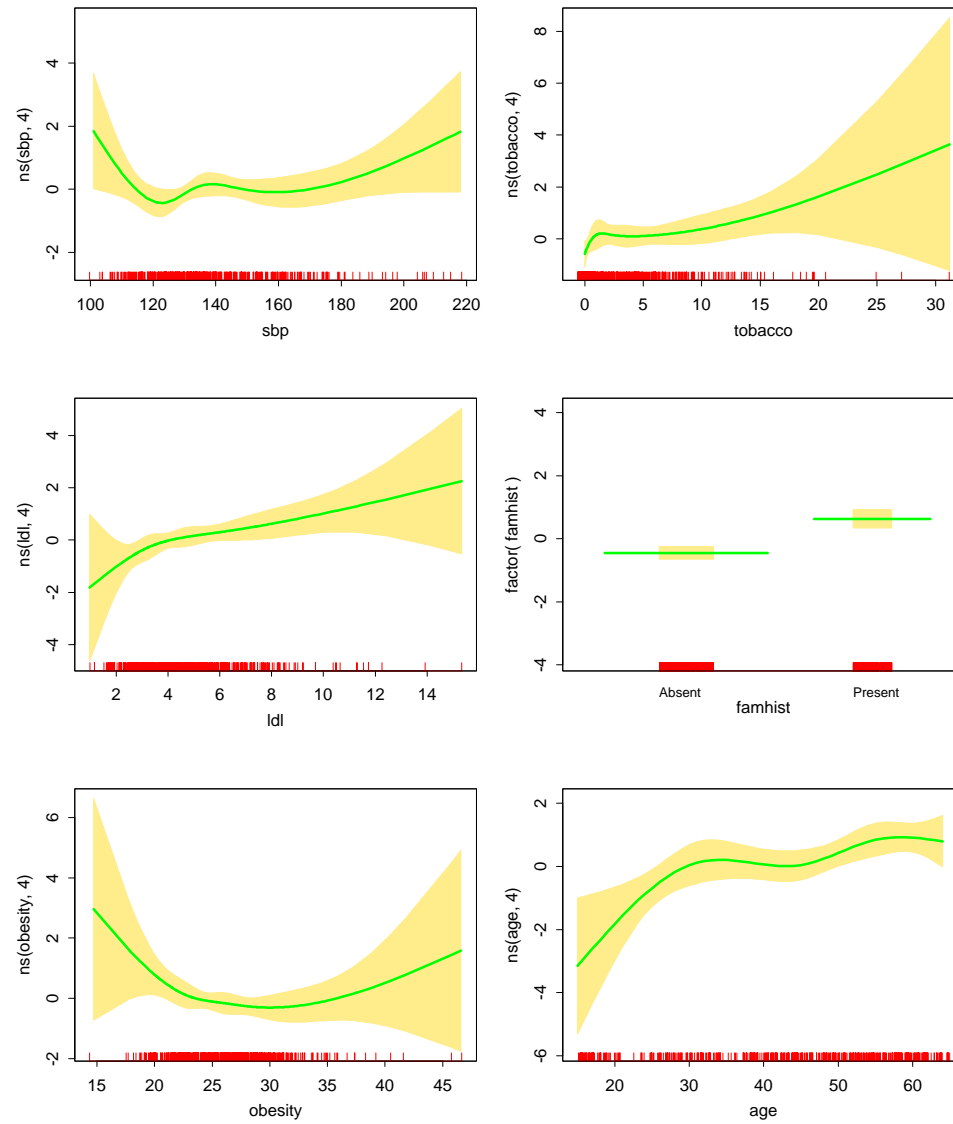 ns(sbp, 4)
-2 0 2 4
100 120 140 160 180 200 220
sbp
ns(tobacco, 4)
0 2 4 6 8
0 5 10 15 20 25 30
tobacco
ns(ldl, 4)
-4 -2 0 2 4
2 4 6 8 10 12 14
ldl
factor( famhist )
-4 -2 0 2 4
Absent Present
famhist
ns(obesity, 4)
-2 0 2 4 6
15 20 25 30 35 40 45
obesity
ns(age, 4)
-6 -4 -2 0 2
20 30 40 50 60
age